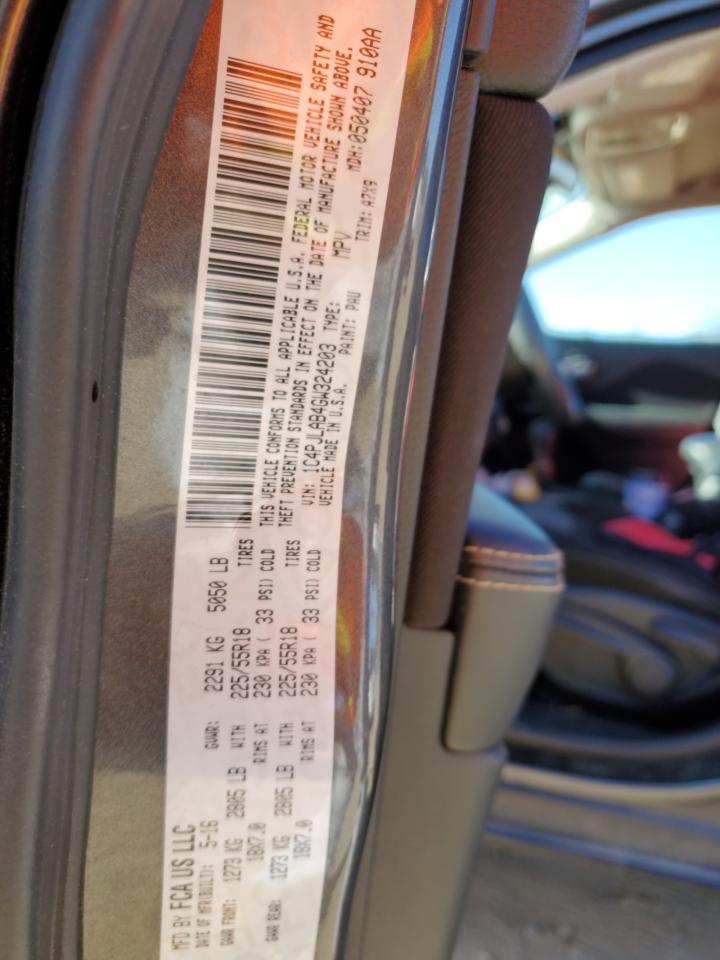 MFD BY FCA US LLC
DATE OF MFR(BUILT): 5-16 GVWR: 2291 KG 5050 LB
GAWR FRONT: 1273 KG 2805 LB WITH 225/55R18 TIRES
18X7.0 RIMS AT 230 KPA ( 33 PSI) COLD
GAWR REAR: 1273 KG 2805 LB WITH 225/55R18 TIRES
18X7.0 RIMS AT 230 KPA ( 33 PSI) COLD
THIS VEHICLE CONFORMS TO ALL APPLICABLE U.S.A. FEDERAL MOTOR VEHICLE SAFETY AND
THEFT PREVENTION STANDARDS IN EFFECT ON THE DATE OF MANUFACTURE SHOWN ABOVE.
VIN: 1C4PJLAB4GW324203 TYPE: MPV MDH:050407 910AA
VEHICLE MADE IN U.S.A. PAINT: PAU TRIM: A7X9